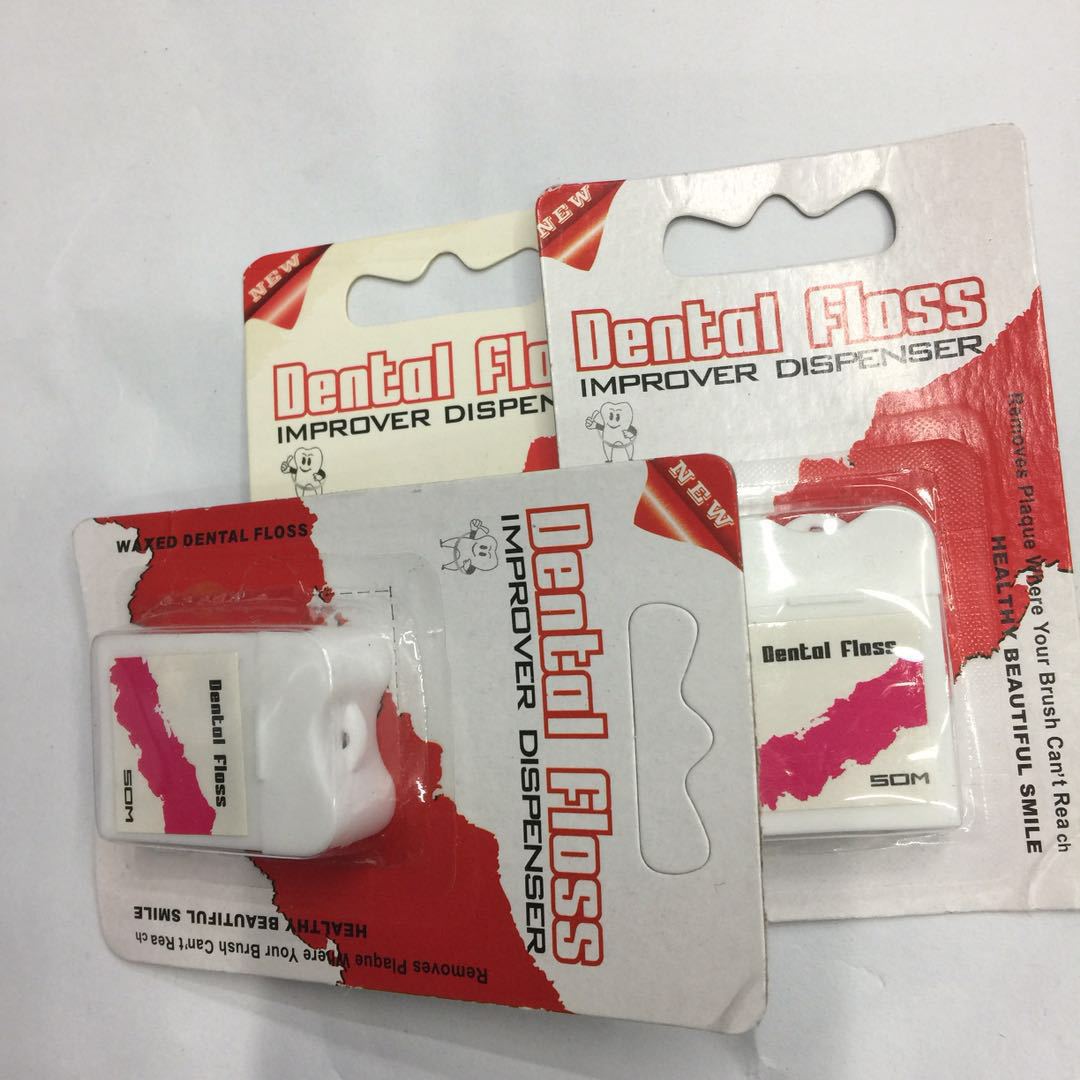 NEW
Dental Flo
IMPROVER DISPEN
NEW
Dental Floss
IMPROVER DISPENSER
Removes Plaque Where Your Brush Can't Rea ch
HEALTHY BEAUTIFUL SMILE
Dental Floss
50M
NEW
Dental Floss
IMPROVER DISPENSER
WAXED DENTAL FLOSS
Dental Floss
50M
HEALTHY BEAUTIFUL SMILE
Removes Plaque Where Your Brush Can't Rea ch